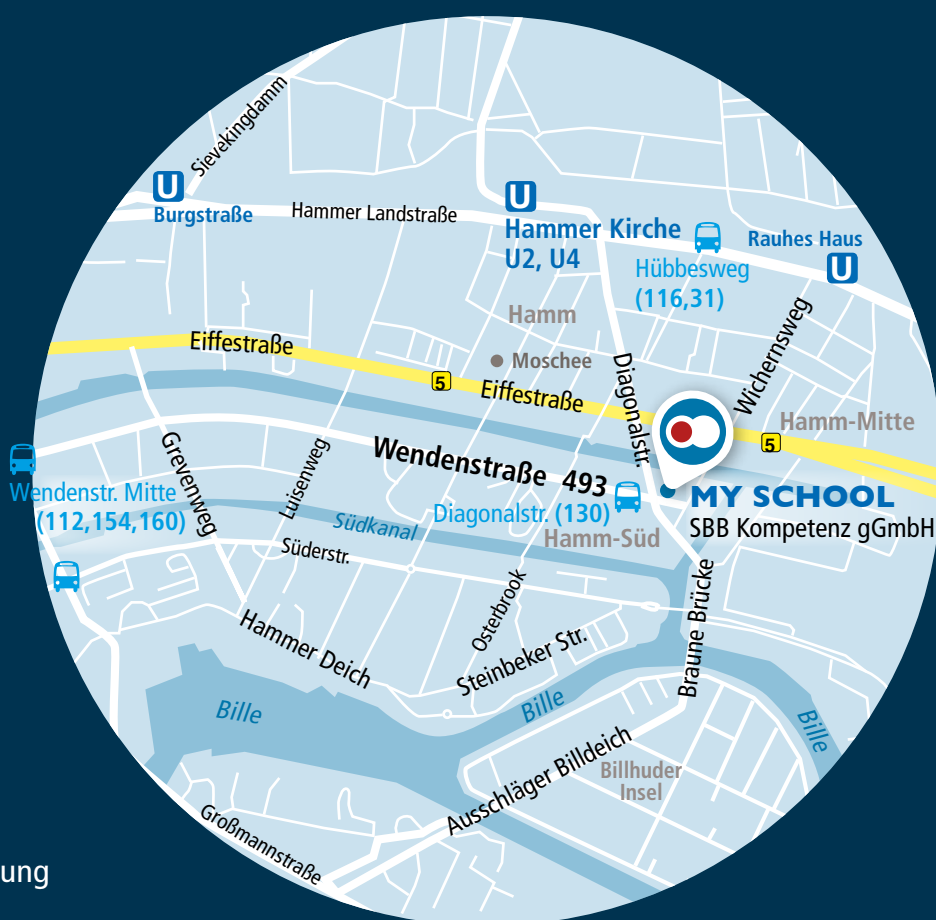 Sievekingdamm
U
Burgstraße
Hammer Landstraße
U
Hammer Kirche
U2, U4
Hübbesweg
(116,31)
Rauhes Haus
U
Hamm
Moschee
Eiffestraße
5
Eiffestraße
Diagonalstr.
Wichernsweg
Hamm-Mitte
5
Wendenstraße 493
Grevenweg
Luisenweg
Wendenstr. Mitte
(112,154,160)
Südkanal
Diagonalstr. (130)
MY SCHOOL
SBB Kompetenz gGmbH
Hamm-Süd
Süderstr.
Osterbrook
Braune Brücke
Hammer Deich
Steinbeker Str.
Bille
Bille
Bille
Ausschläger Billdeich
Billhuder
Insel
Großmannstraße
ung